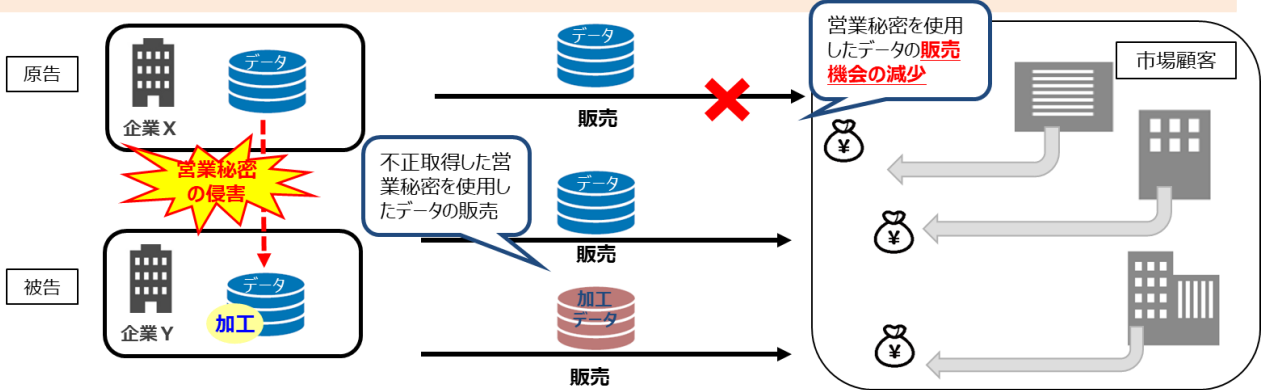 原告
データ
企業X
営業秘密
の侵害
データ
販売
営業秘密を使用
したデータの販売
機会の減少
市場顧客
¥
不正取得した営
業秘密を使用し
たデータの販売
データ
販売
¥
被告
データ
加工
企業Y
加工
データ
販売
¥